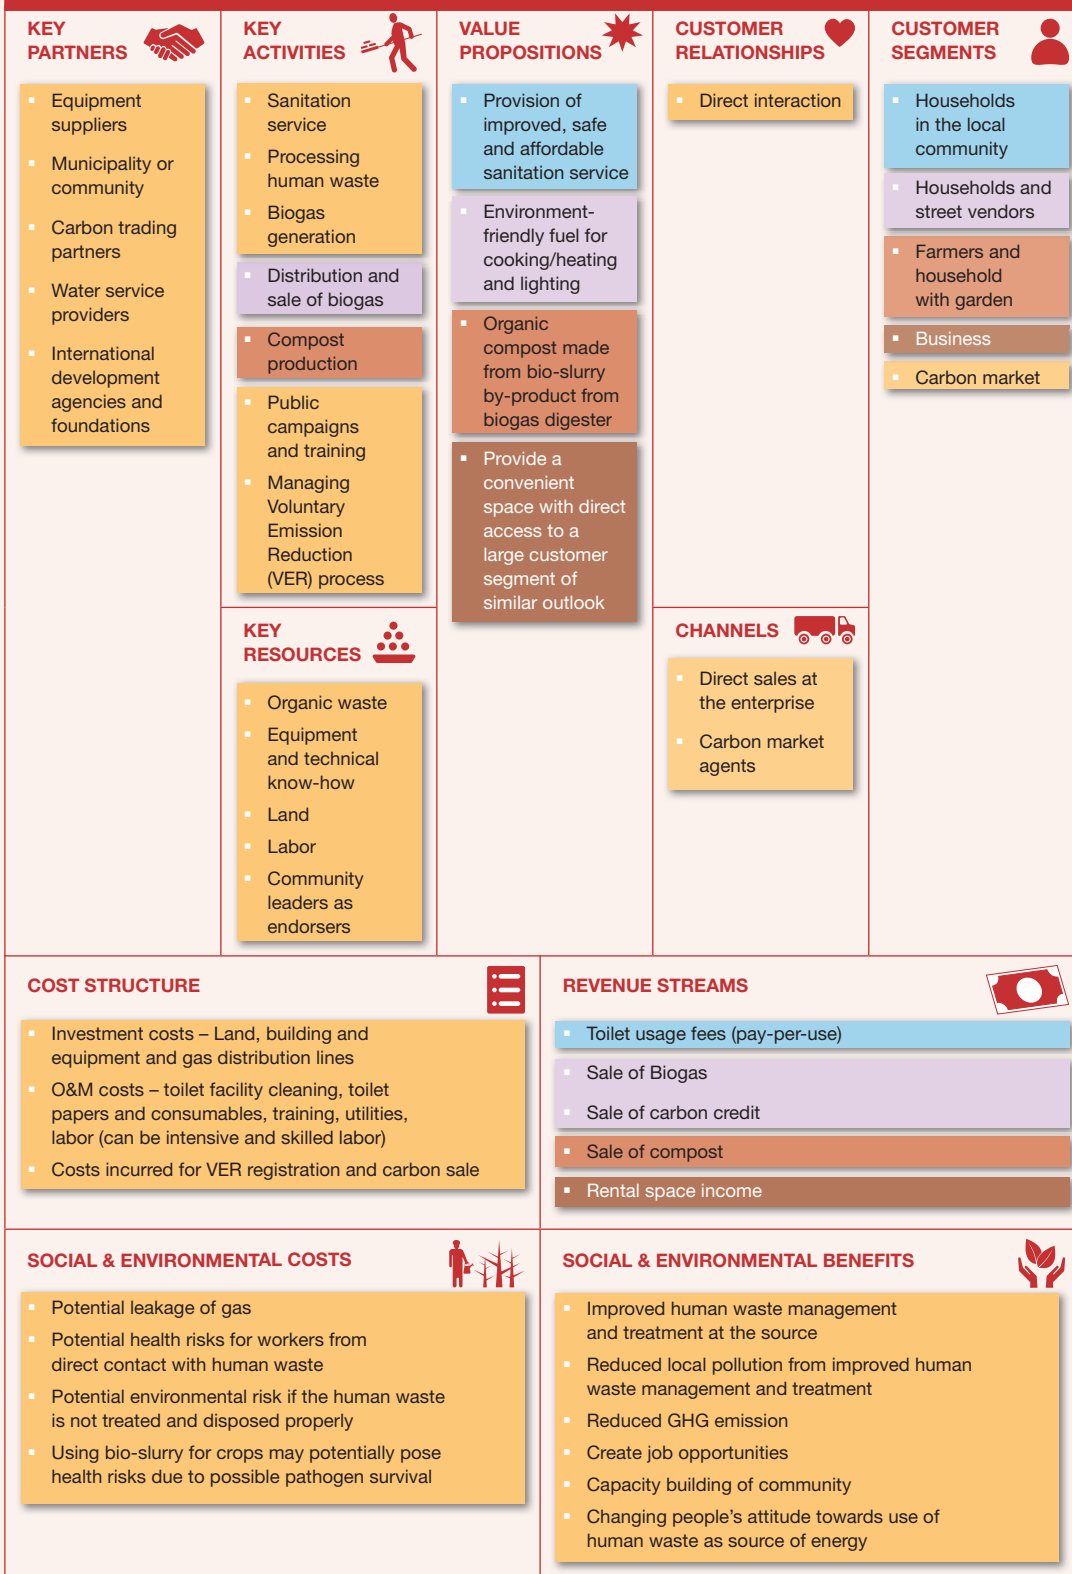 KEY
PARTNERS
Equipment
suppliers
Municipality or
community
Carbon trading
partners
Water service
providers
International
development
agencies and
foundations
KEY
ACTIVITIES
Sanitation
service
Processing
human waste
Biogas
generation
Distribution and
sale of biogas
Compost
production
Public
campaigns
and training
Managing
Voluntary
Emission
Reduction
(VER) process
KEY
RESOURCES
Organic waste
Equipment
and technical
know-how
Land
Labor
Community
leaders as
endorsers
VALUE
PROPOSITIONS
Provision of
improved, safe
and affordable
sanitation service
Environment-
friendly fuel for
cooking/heating
and lighting
Organic
compost made
from bio-slurry
by-product from
biogas digester
Provide a
convenient
space with direct
access to a
large customer
segment of
similar outlook
CUSTOMER
RELATIONSHIPS
Direct interaction
CHANNELS
Direct sales at
the enterprise
Carbon market
agents
CUSTOMER
SEGMENTS
Households
in the local
community
Households and
street vendors
Farmers and
household
with garden
Business
Carbon market
COST STRUCTURE
Investment costs – Land, building and
equipment and gas distribution lines
O&M costs – toilet facility cleaning, toilet
papers and consumables, training, utilities,
labor (can be intensive and skilled labor)
Costs incurred for VER registration and carbon sale
REVENUE STREAMS
Toilet usage fees (pay-per-use)
Sale of Biogas
Sale of carbon credit
Sale of compost
Rental space income
SOCIAL & ENVIRONMENTAL COSTS
Potential leakage of gas
Potential health risks for workers from
direct contact with human waste
Potential environmental risk if the human waste
is not treated and disposed properly
Using bio-slurry for crops may potentially pose
health risks due to possible pathogen survival
SOCIAL & ENVIRONMENTAL BENEFITS
Improved human waste management
and treatment at the source
Reduced local pollution from improved human
waste management and treatment
Reduced GHG emission
Create job opportunities
Capacity building of community
Changing people's attitude towards use of
human waste as source of energy